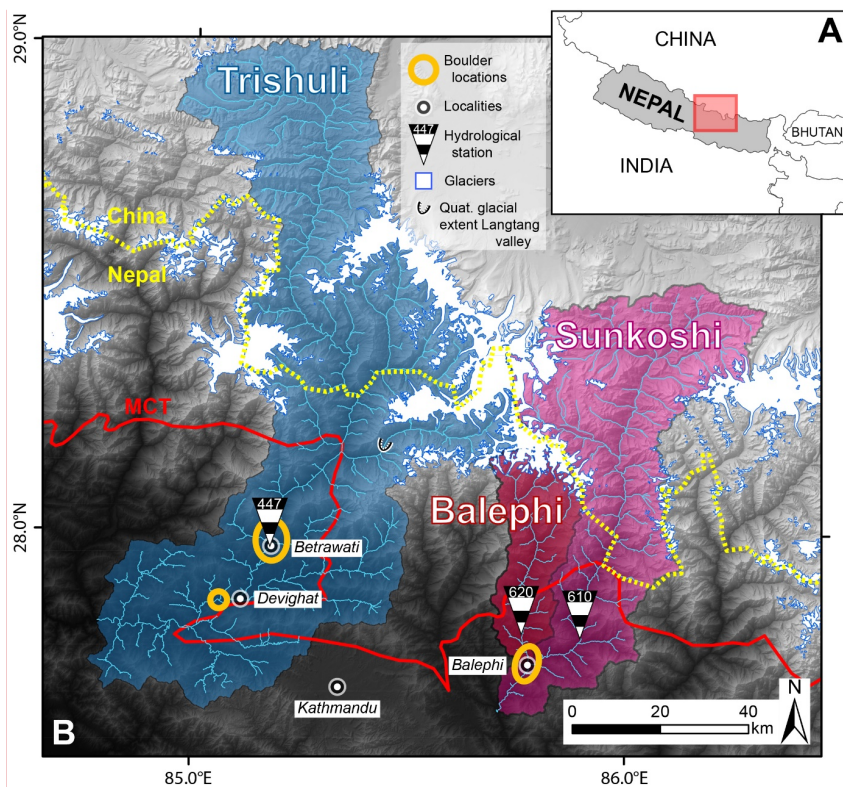 29.0°N
28.0°N
85.0°E
86.0°E
Trishuli
Boulder
locations
Localities
447
Hydrological
station
Glaciers
Quat. glacial
extent Langtang
valley
A
CHINA
NEPAL
BHUTAN
INDIA
China
Nepal
Sunkoshi
MCT
Balephi
447
Betrawati
Devighat
620
610
Balephi
Kathmandu
B
N
0 20 40
km